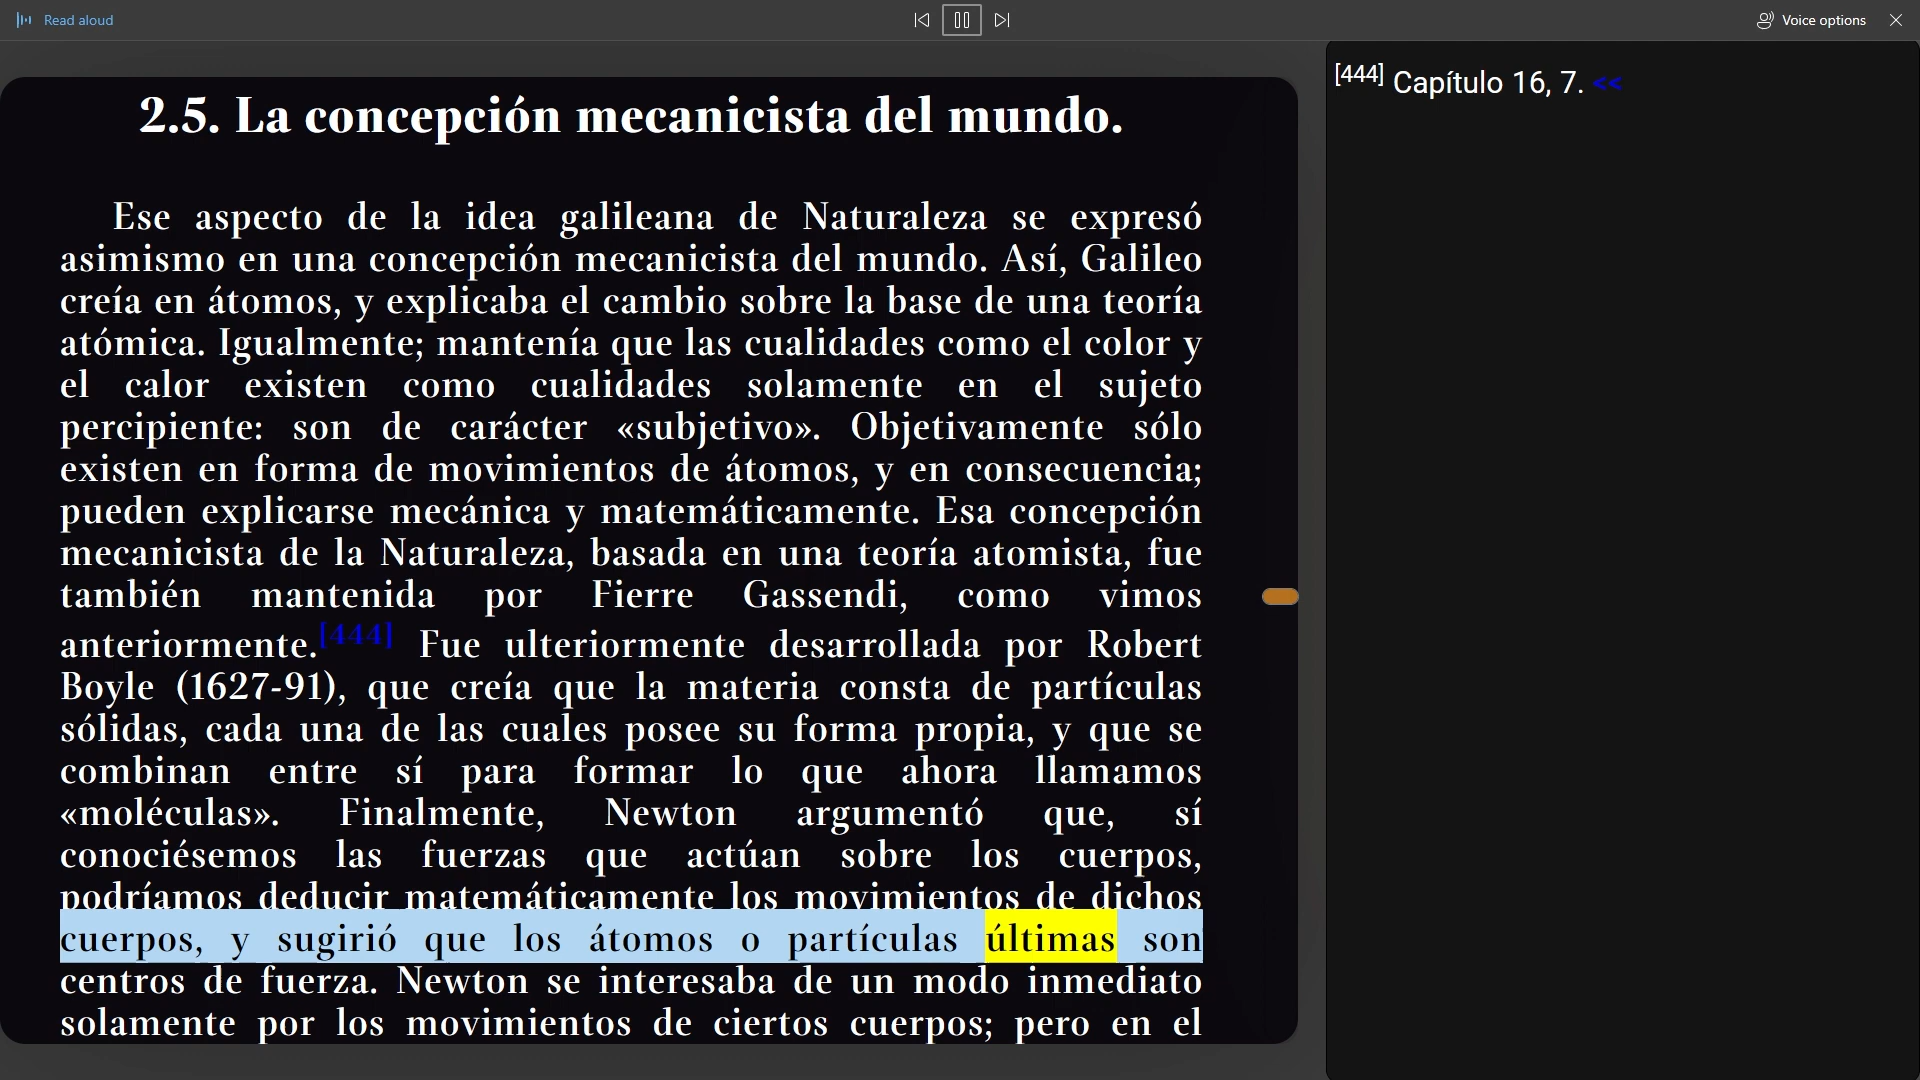 Read aloud
Voice options
2.5. La concepción mecanicista del mundo.
Ese aspecto de la idea galileana de Naturaleza se expresó
asimismo en una concepción mecanicista del mundo. Así, Galileo
creía en átomos, y explicaba el cambio sobre la base de una teoría
atómica. Igualmente; mantenía que las cualidades como el color y
el calor existen como cualidades solamente en el sujeto
percipiente: son de carácter «subjetivo». Objetivamente sólo
existen en forma de movimientos de átomos, y en consecuencia;
pueden explicarse mecánica y matemáticamente. Esa concepción
mecanicista de la Naturaleza, basada en una teoría atomista, fue
también mantenida por Fierre Gassendi, como vimos
anteriormente.[444] Fue ulteriormente desarrollada por Robert
Boyle (1627-91), que creía que la materia consta de partículas
sólidas, cada una de las cuales posee su forma propia, y que se
combinan entre sí para formar lo que ahora llamamos
«moléculas». Finalmente, Newton argumentó que, sí
conociésemos las fuerzas que actúan sobre los cuerpos,
podríamos deducir matemáticamente los movimientos de dichos
cuerpos, y sugirió que los átomos o partículas últimas son
centros de fuerza. Newton se interesaba de un modo inmediato
solamente por los movimientos de ciertos cuerpos; pero en el
[444] Capítulo 16, 7. <<